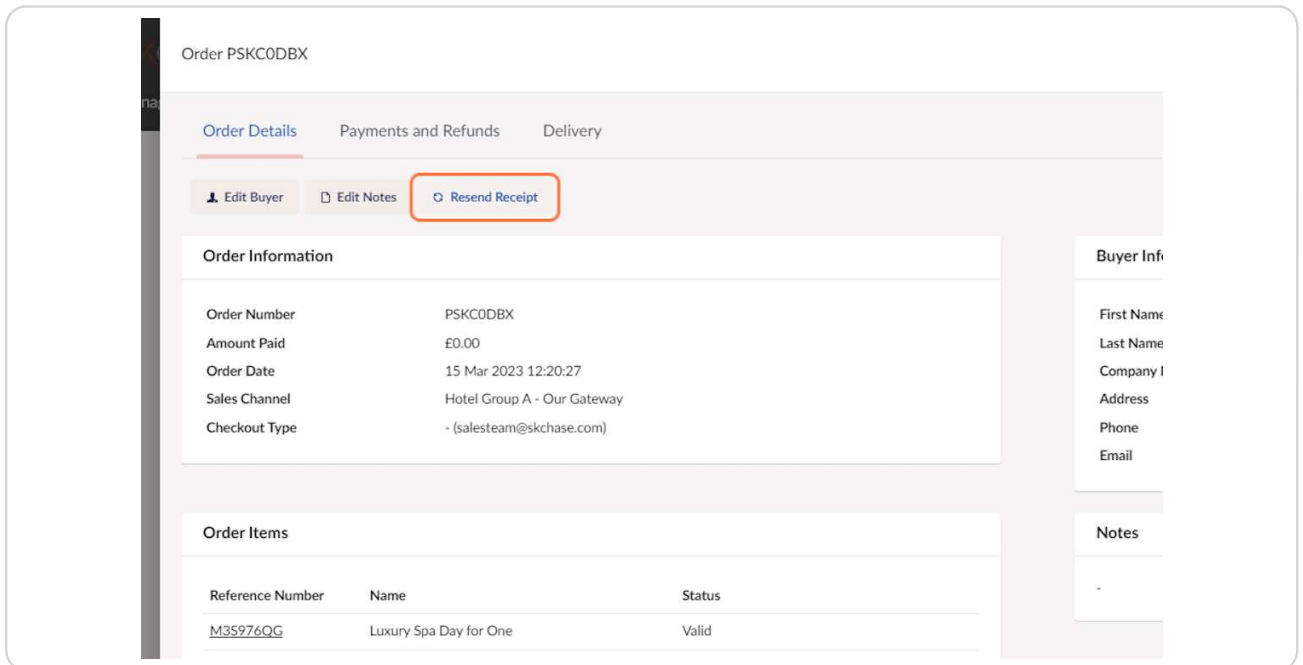 Order PSKC0DBX
Order Details Payments and Refunds Delivery
Edit Buyer Edit Notes Resend Receipt
Order Information
Order Number PSKC0DBX
Amount Paid £0.00
Order Date 15 Mar 2023 12:20:27
Sales Channel Hotel Group A - Our Gateway
Checkout Type - (salesteam@skchase.com)
Buyer Inf
First Name
Last Name
Company
Address
Phone
Email
Order Items
Reference Number Name Status
M3S976QG Luxury Spa Day for One Valid
Notes
-